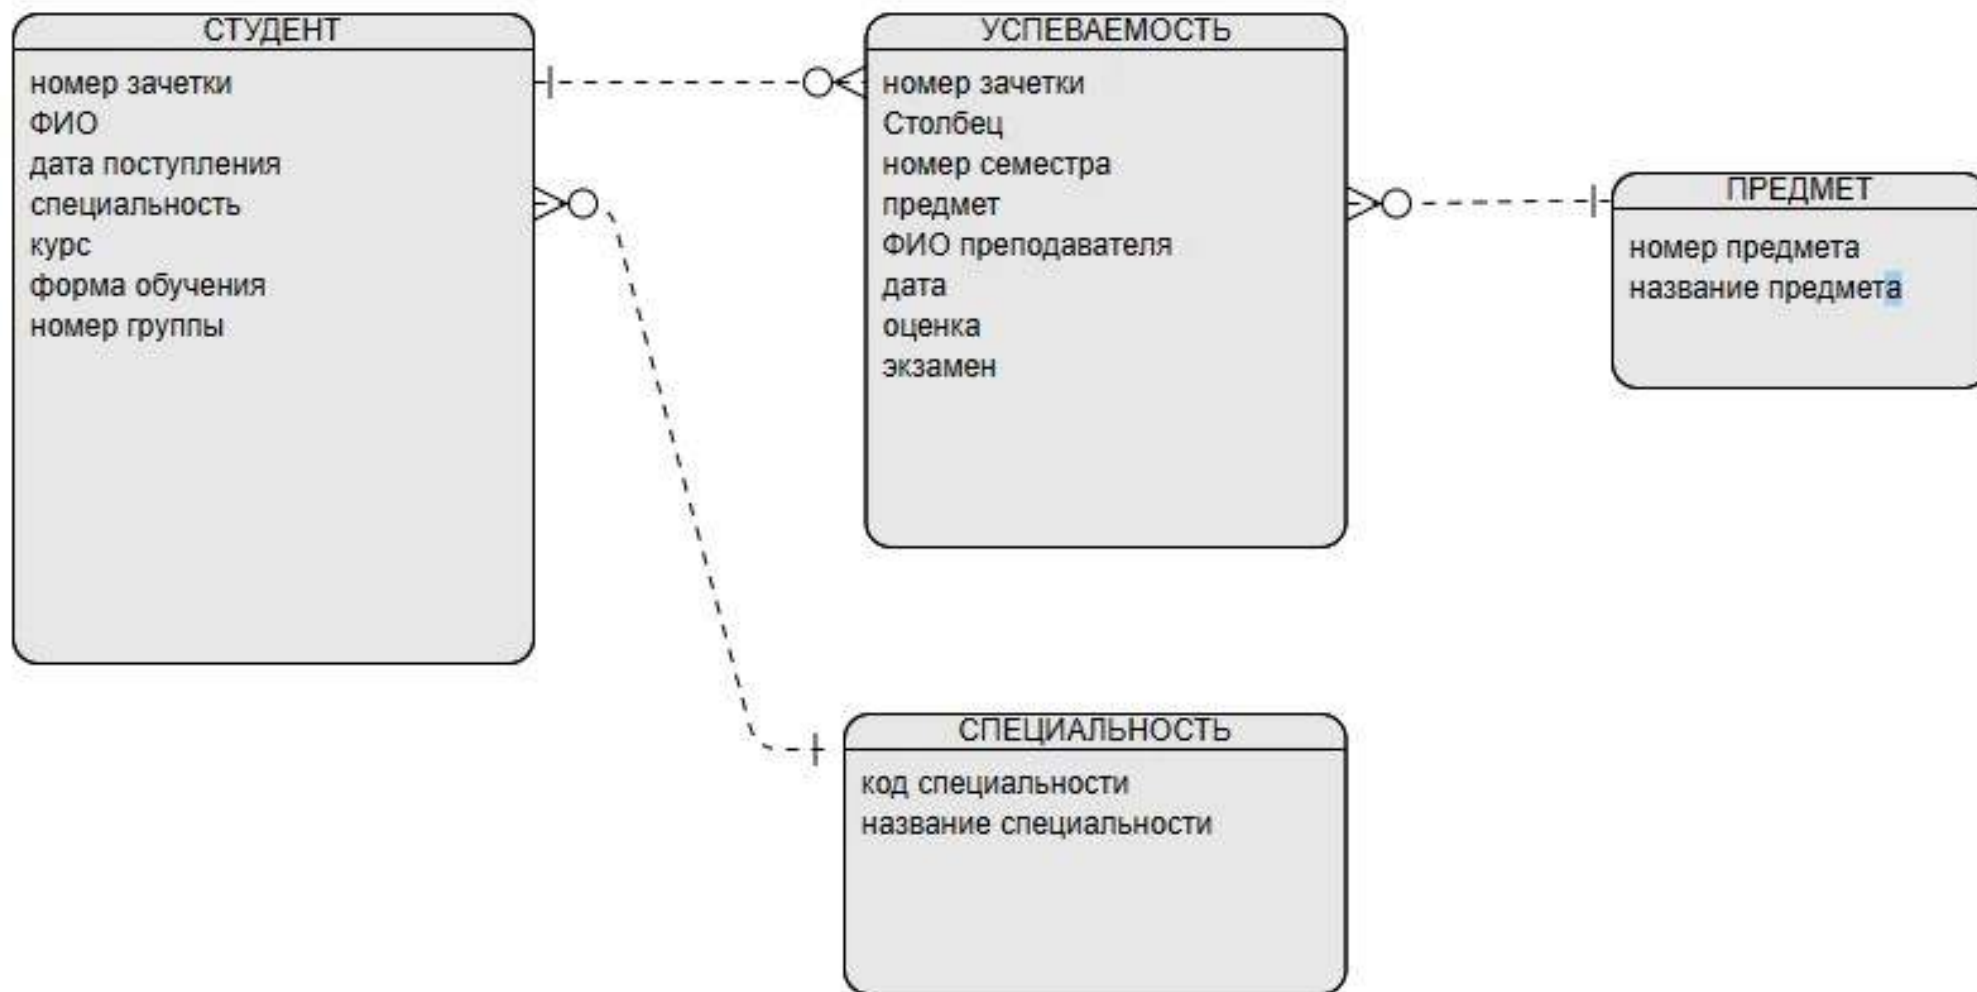 СТУДЕНТ
номер зачетки
ФИО
дата поступления
специальность
курс
форма обучения
номер группы
УСПЕВАЕМОСТЬ
номер зачетки
Столбец
номер семестра
предмет
ФИО преподавателя
дата
оценка
экзамен
ПРЕДМЕТ
номер предмета
название предмета
СПЕЦИАЛЬНОСТЬ
код специальности
название специальности